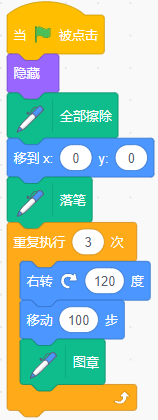 当 被点击
隐藏
全部擦除
移到 x: 0 y: 0
落笔
重复执行 3 次
右转 120 度
移动 100 步
图章